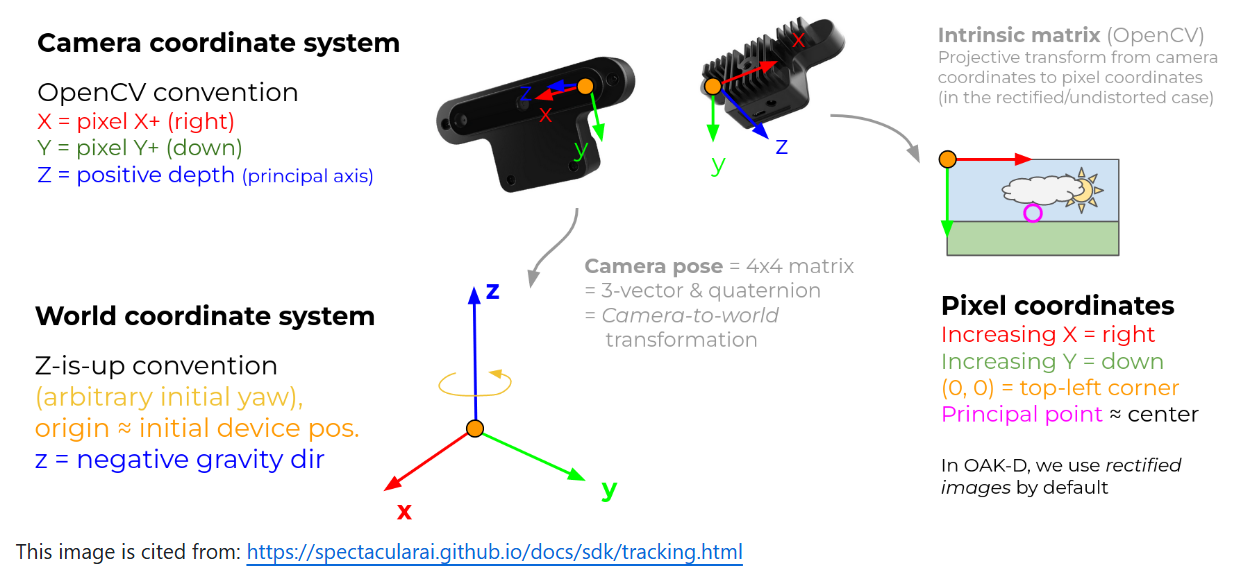 Camera coordinate system
OpenCV convention
X = pixel X+ (right)
Y = pixel Y+ (down)
Z = positive depth (principal axis)
z
x
y
x
y
z
Intrinsic matrix (OpenCV)
Projective transform from camera
coordinates to pixel coordinates
(in the rectified/undistorted case)
Camera pose = 4x4 matrix
= 3-vector & quaternion
= Camera-to-world
transformation
World coordinate system
Z-is-up convention
(arbitrary initial yaw),
origin ≈ initial device pos.
z = negative gravity dir
z
x
y
Pixel coordinates
Increasing X = right
Increasing Y = down
(0, 0) = top-left corner
Principal point ≈ center
In OAK-D, we use rectified
images by default
This image is cited from: https://spectacularai.github.io/docs/sdk/tracking.html